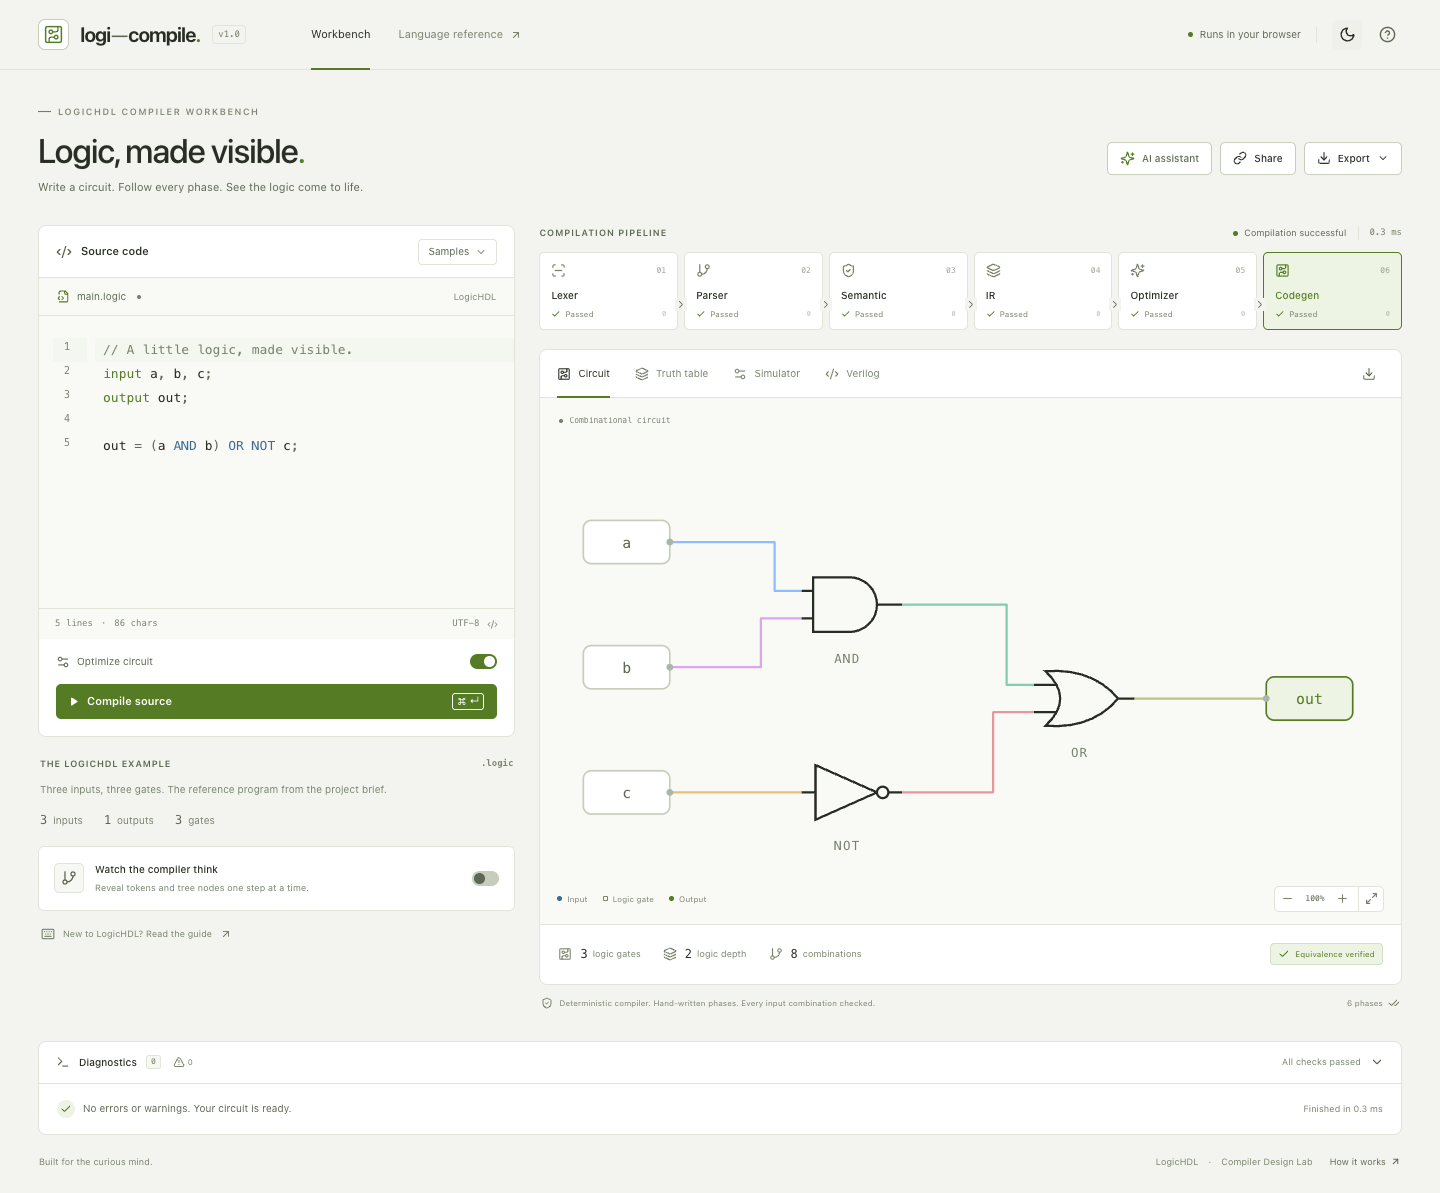 logi—compile.
v1.0
Workbench
Language reference
Runs in your browser
LOGICHDL COMPILER WORKBENCH
Logic, made visible.
Write a circuit. Follow every phase. See the logic come to life.
AI assistant
Share
Export
Source code
Samples
main.logic
LogicHDL
1 // A little logic, made visible.
2 input a, b, c;
3 output out;
4
5 out = (a AND b) OR NOT c;
5 lines · 86 chars
UTF-8
Optimize circuit
Compile source
⌘ ↵
THE LOGICHDL EXAMPLE
.logic
Three inputs, three gates. The reference program from the project brief.
3 inputs 1 outputs 3 gates
Watch the compiler think
Reveal tokens and tree nodes one step at a time.
New to LogicHDL? Read the guide
COMPILATION PIPELINE
Compilation successful
0.3 ms
01
Lexer
Passed 0
02
Parser
Passed 0
03
Semantic
Passed 0
04
IR
Passed 0
05
Optimizer
Passed 0
06
Codegen
Passed 0
Circuit
Truth table
Simulator
Verilog
Combinational circuit
a
b
c
AND
NOT
OR
out
Input
Logic gate
Output
100%
3 logic gates
2 logic depth
8 combinations
Equivalence verified
Deterministic compiler. Hand-written phases. Every input combination checked.
6 phases
Diagnostics 0 0
All checks passed
No errors or warnings. Your circuit is ready.
Finished in 0.3 ms
Built for the curious mind.
LogicHDL · Compiler Design Lab
How it works